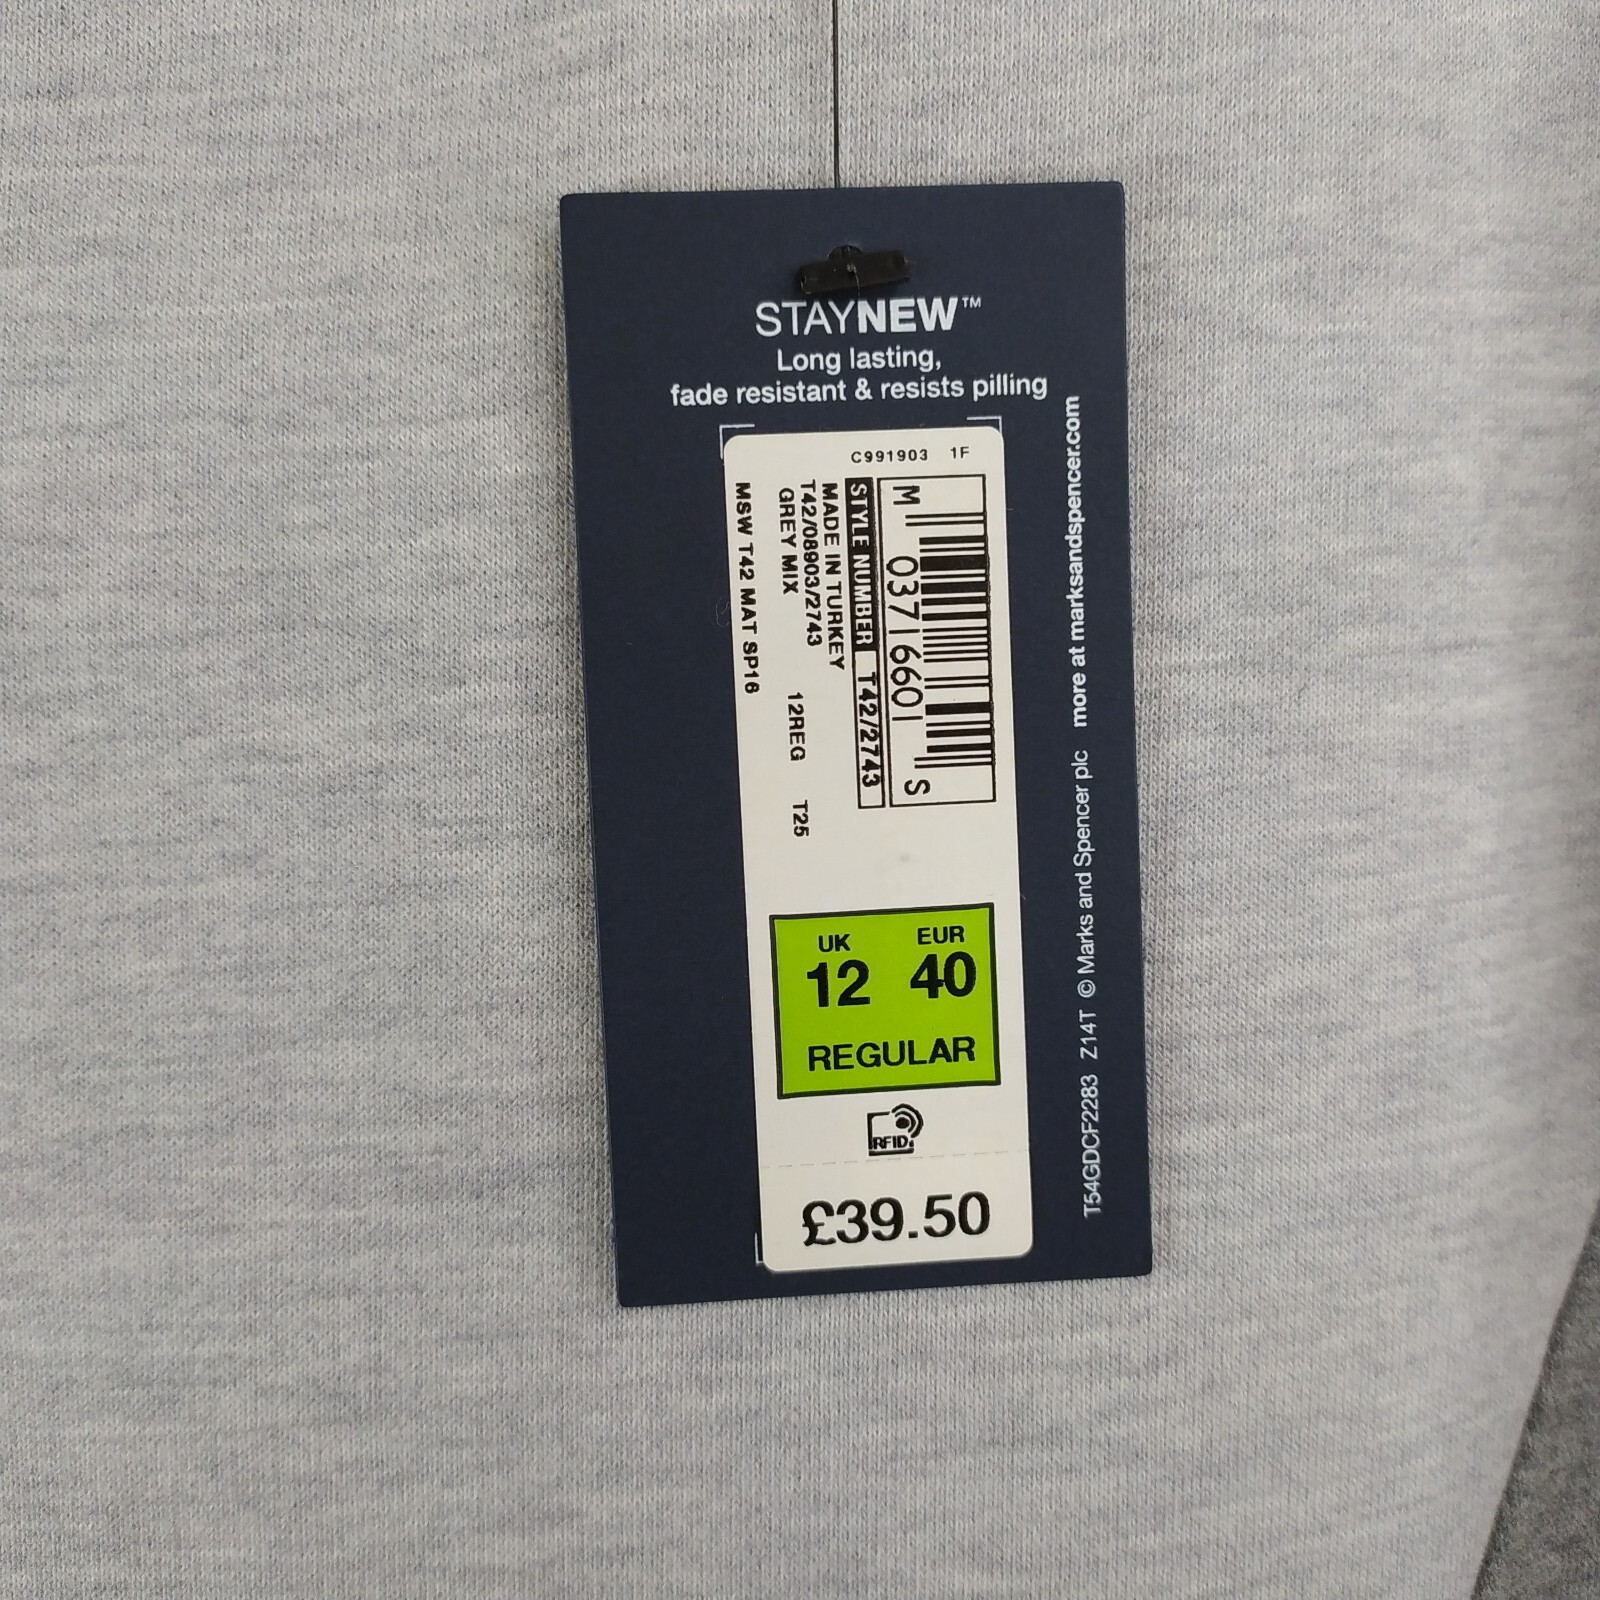 STAYNEW™
Long lasting,
fade resistant & resists pilling
C991903 1F
M 03716601 S
STYLE NUMBER T42/2743
MADE IN TURKEY
T42/08903/2743
GREY MIX 12REG T25
MSW T42 MAT SP16
UK EUR
12 40
REGULAR
RFID
£39.50
T54GDCF2283 Z14T © Marks and Spencer plc more at marksandspencer.com